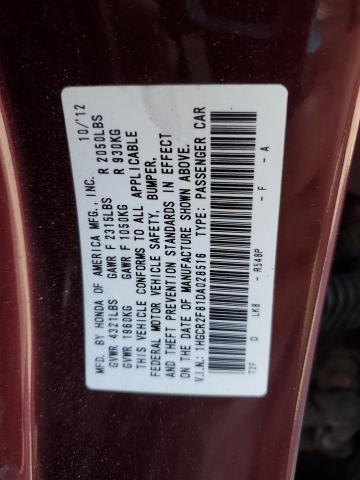 MFD. BY HONDA OF AMERICA MFG., INC. 10/12
GVWR 4321LBS GAWR F 2315LBS R 2050LBS
GVWR 1960KG GAWR F 1050KG R 930KG
THIS VEHICLE CONFORMS TO ALL APPLICABLE
FEDERAL MOTOR VEHICLE SAFETY, BUMPER,
AND THEFT PREVENTION STANDARDS IN EFFECT
ON THE DATE OF MANUFACTURE SHOWN ABOVE.
V.I.N.: 1HGCR2F81DA028516 TYPE: PASSENGER CAR
T2F D LK8 - R548P - F - A